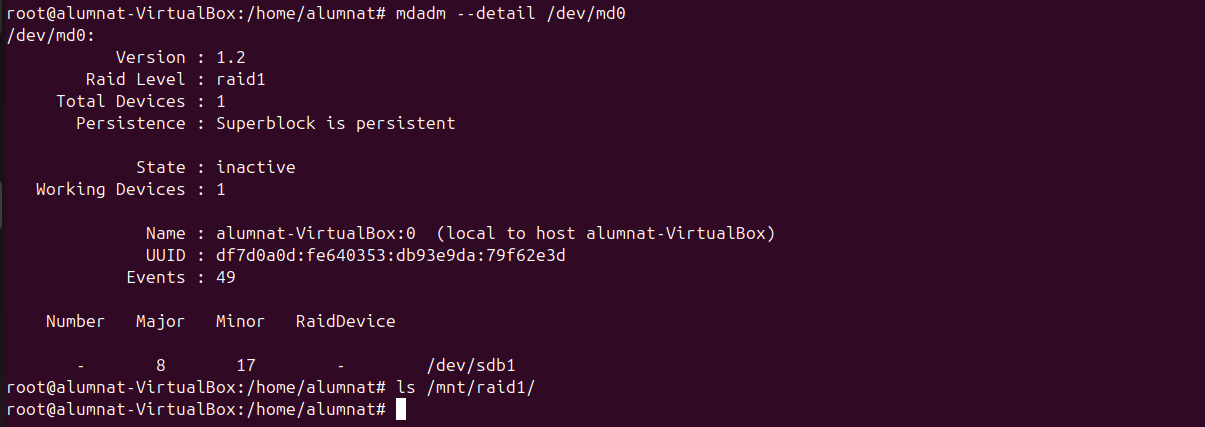 root@alumnat-VirtualBox:/home/alumnat# mdadm --detail /dev/md0
/dev/md0:
Version : 1.2
Raid Level : raid1
Total Devices : 1
Persistence : Superblock is persistent
State : inactive
Working Devices : 1
Name : alumnat-VirtualBox:0  (local to host alumnat-VirtualBox)
UUID : df7d0a0d:fe640353:db93e9da:79f62e3d
Events : 49
Number   Major   Minor   RaidDevice
-       8       17        -        /dev/sdb1
root@alumnat-VirtualBox:/home/alumnat# ls /mnt/raid1/
root@alumnat-VirtualBox:/home/alumnat#